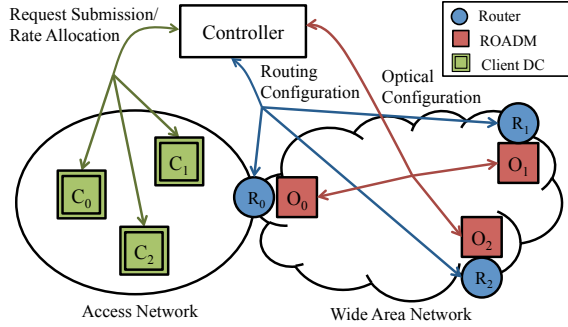 Request Submission/
Rate Allocation
Controller
Router
ROADM
Client DC
Routing
Configuration
Optical
Configuration
R1
O1
C1
C0
C2
R0
O0
O2
R2
Access Network
Wide Area Network